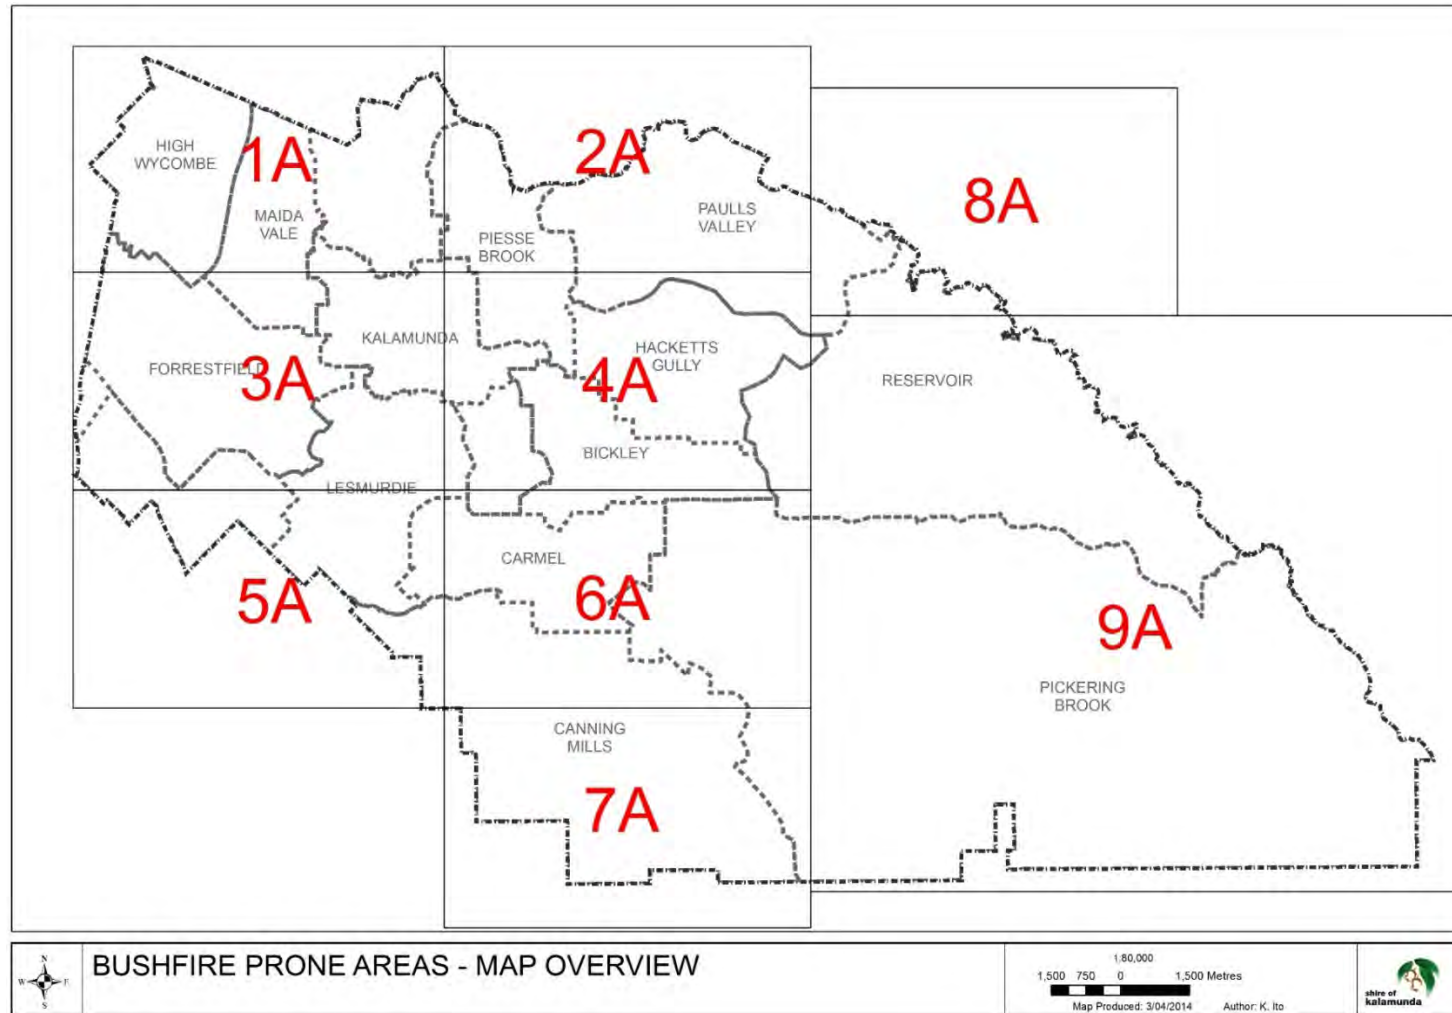 HIGH
WYCOMBE
1A
MAIDA
VALE
2A
PAULLS
VALLEY
PIESSE
BROOK
8A
KALAMUNDA
HACKETTS
GULLY
FORRESTFIELD
3A
4A
RESERVOIR
BICKLEY
LESMURDIE
CARMEL
5A
6A
9A
PICKERING
BROOK
CANNING
MILLS
7A
N
W E
S
BUSHFIRE PRONE AREAS - MAP OVERVIEW
1:80,000
1,500 750 0 1,500 Metres
Map Produced: 3/04/2014 Author: K. Ito
shire of
kalamunda